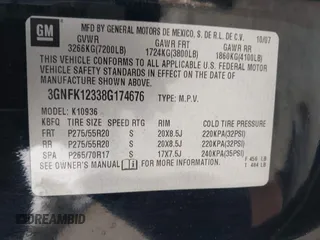 GM
MFD BY GENERAL MOTORS DE MEXICO, S. DE R.L. DE C.V. 10/07
GVWR GAWR FRT GAWR RR
3266KG(7200LB) 1724KG(3800LB) 1860KG(4100LB)
THIS VEHICLE CONFORMS TO ALL APPLICABLE U.S. FEDERAL MOTOR VEHICLE SAFETY STANDARDS IN EFFECT ON THE DATE OF MANUFACTURE SHOWN ABOVE.
3GNFK12338G174676 TYPE: M.P.V.
MODEL: K10936
KBFQ TIRE SIZE SPEED RTG RIM COLD TIRE PRESSURE
FRT P275/55R20 S 20X8.5J 220KPA(32PSI)
RR P275/55R20 S 20X8.5J 220KPA(32PSI)
SPA P265/70R17 S 17X7.5J 240KPA(35PSI)
SEE OWNER'S MANUAL FOR ADDITIONAL INFORMATION.
DREAMBID